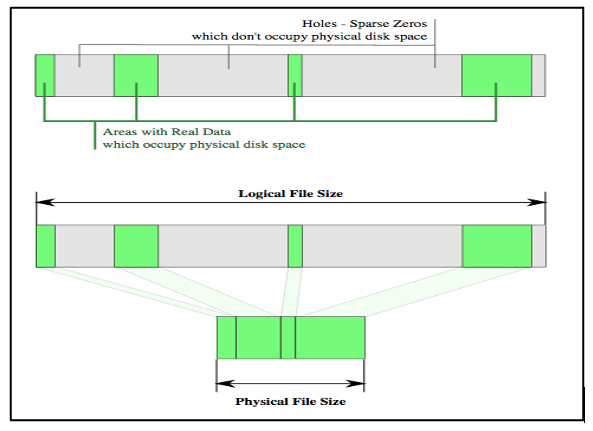 Holes - Sparse Zeros
which don't occupy physical disk space
Areas with Real Data
which occupy physical disk space
Logical File Size
Physical File Size